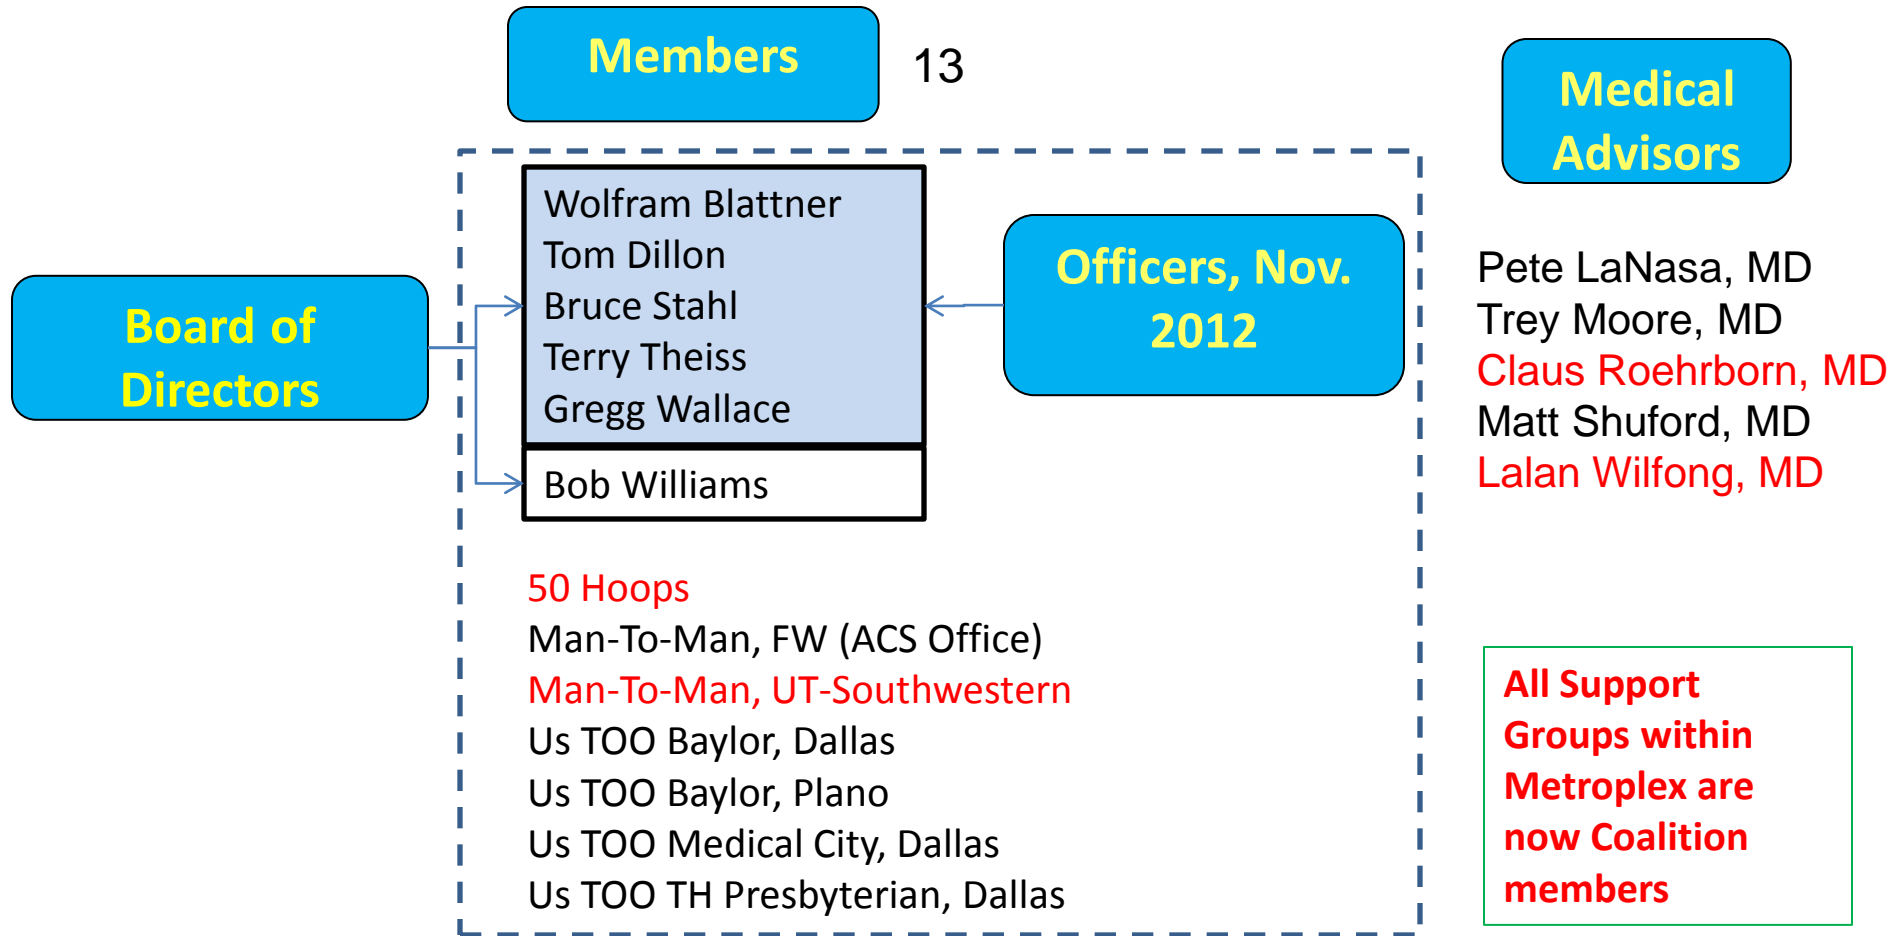 Members
13
Medical
Advisors
Wolfram Blattner
Tom Dillon
Bruce Stahl
Terry Theiss
Gregg Wallace
Bob Williams
Board of
Directors
Officers, Nov.
2012
Pete LaNasa, MD
Trey Moore, MD
Claus Roehrborn, MD
Matt Shuford, MD
Lalan Wilfong, MD
50 Hoops
Man-To-Man, FW (ACS Office)
Man-To-Man, UT-Southwestern
Us TOO Baylor, Dallas
Us TOO Baylor, Plano
Us TOO Medical City, Dallas
Us TOO TH Presbyterian, Dallas
All Support
Groups within
Metroplex are
now Coalition
members